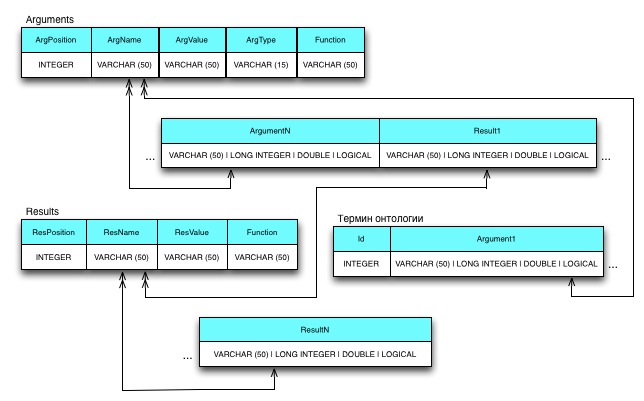 Arguments
ArgPosition ArgName ArgValue ArgType Function
INTEGER VARCHAR (50) VARCHAR (50) VARCHAR (15) VARCHAR (50)
ArgumentN Result1
... VARCHAR (50) | LONG INTEGER | DOUBLE | LOGICAL VARCHAR (50) | LONG INTEGER | DOUBLE | LOGICAL ...
Results
ResPosition ResName ResValue Function
INTEGER VARCHAR (50) VARCHAR (50) VARCHAR (50)
Термин онтологии
Id Argument1
INTEGER VARCHAR (50) | LONG INTEGER | DOUBLE | LOGICAL ...
ResultN
... VARCHAR (50) | LONG INTEGER | DOUBLE | LOGICAL